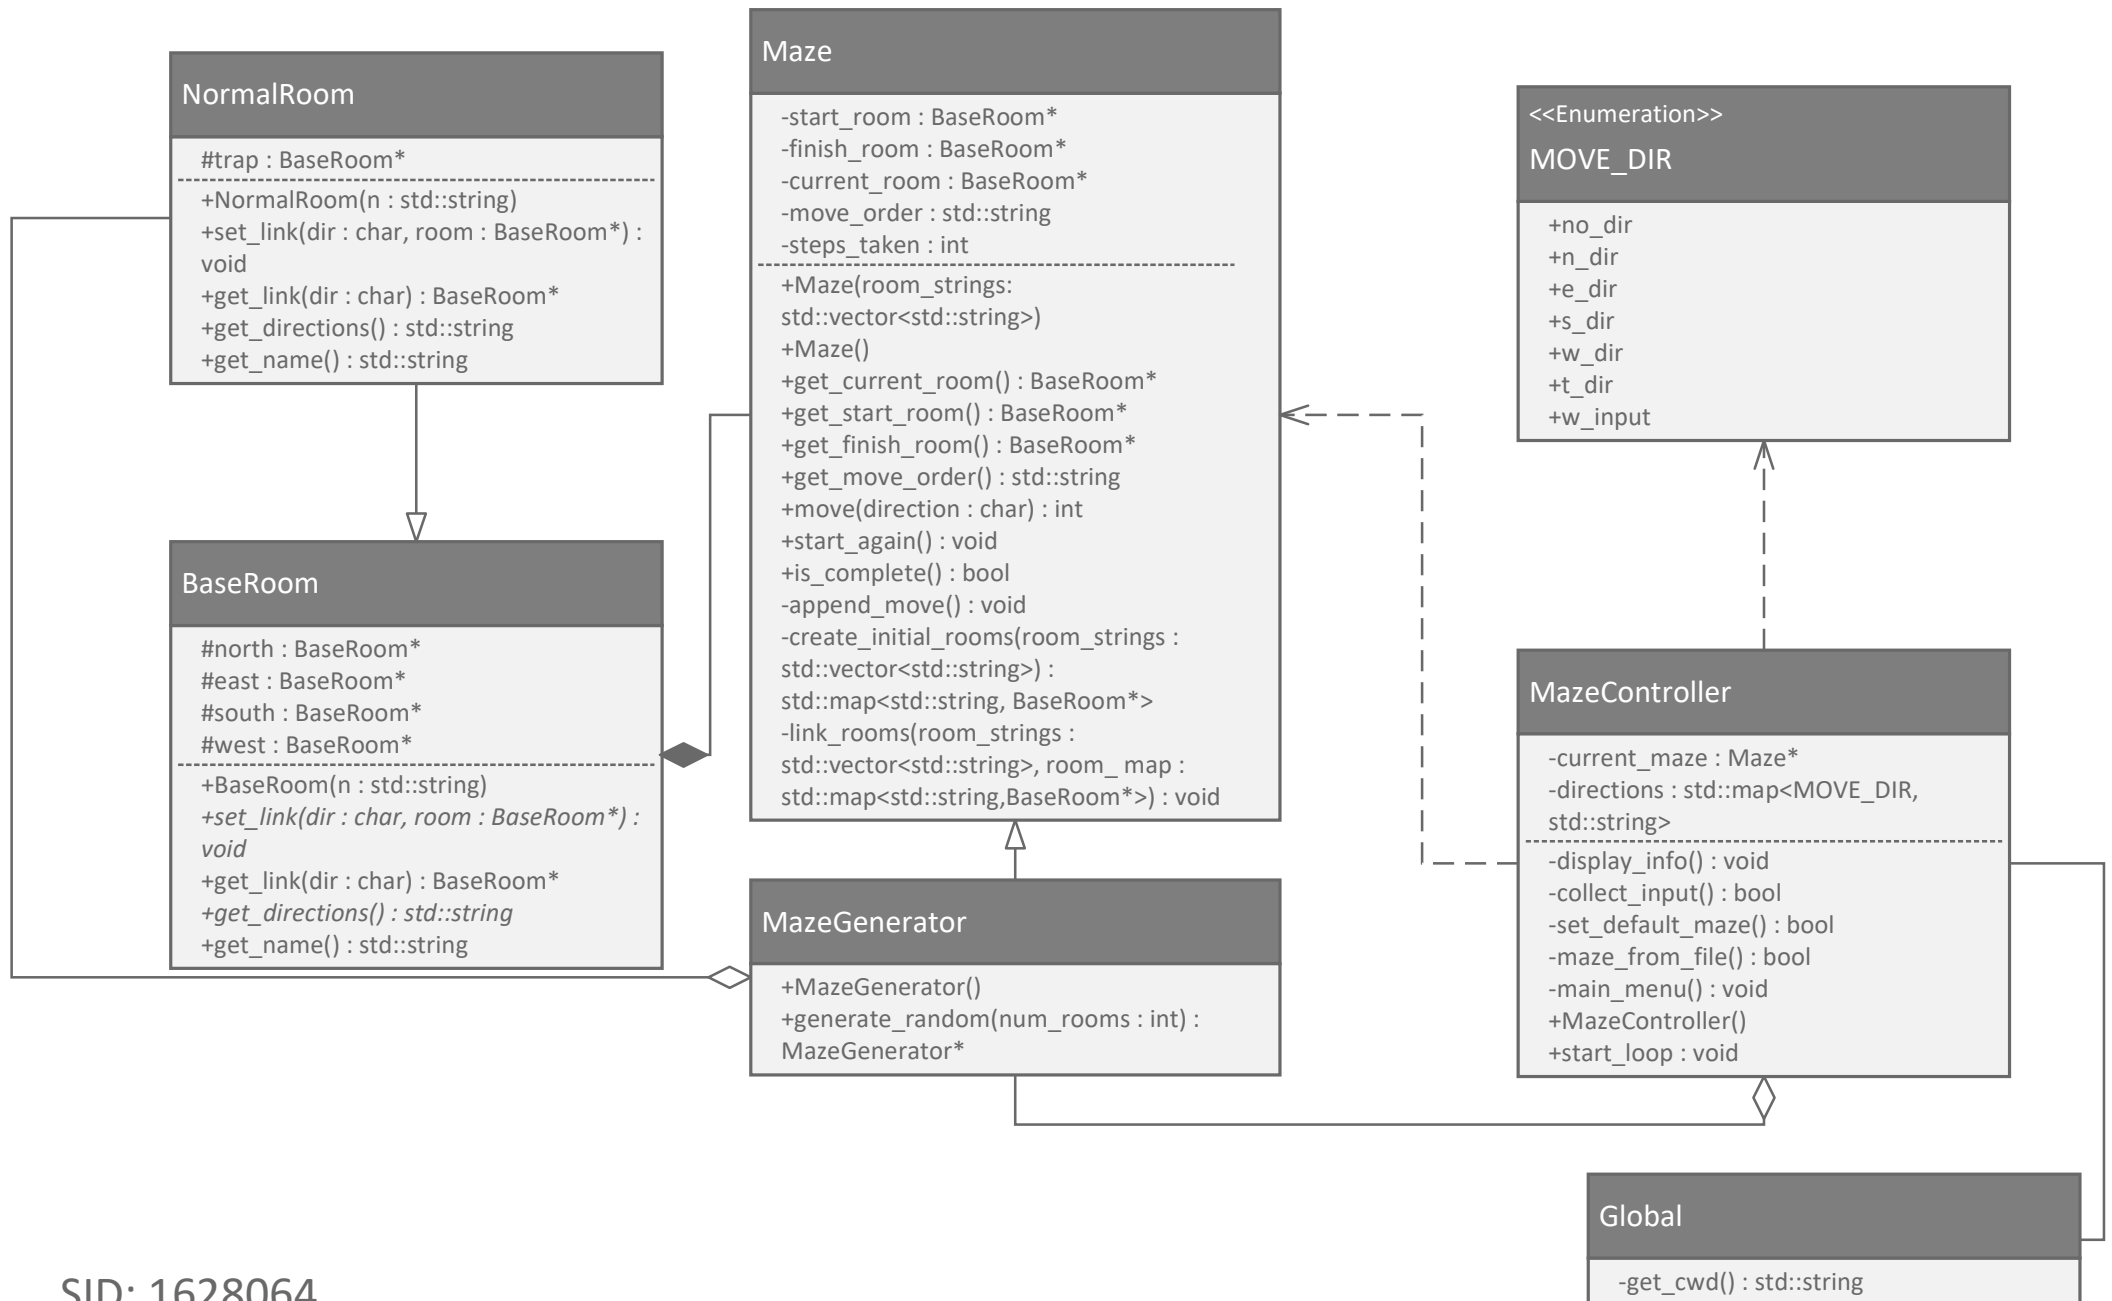 NormalRoom
#trap : BaseRoom*
+NormalRoom(n : std::string)
+set_link(dir : char, room : BaseRoom*) :
void
+get_link(dir : char) : BaseRoom*
+get_directions() : std::string
+get_name() : std::string
BaseRoom
#north : BaseRoom*
#east : BaseRoom*
#south : BaseRoom*
#west : BaseRoom*
+BaseRoom(n : std::string)
+set_link(dir : char, room : BaseRoom*) :
void
+get_link(dir : char) : BaseRoom*
+get_directions() : std::string
+get_name() : std::string
Maze
-start_room : BaseRoom*
-finish_room : BaseRoom*
-current_room : BaseRoom*
-move_order : std::string
-steps_taken : int
+Maze(room_strings:
std::vector<std::string>)
+Maze()
+get_current_room() : BaseRoom*
+get_start_room() : BaseRoom*
+get_finish_room() : BaseRoom*
+get_move_order() : std::string
+move(direction : char) : int
+start_again() : void
+is_complete() : bool
-append_move() : void
-create_initial_rooms(room_strings :
std::vector<std::string>) :
std::map<std::string, BaseRoom*>
-link_rooms(room_strings :
std::vector<std::string>, room_ map :
std::map<std::string,BaseRoom*>) : void
MazeGenerator
+MazeGenerator()
+generate_random(num_rooms : int) :
MazeGenerator*
<<Enumeration>>
MOVE_DIR
+no_dir
+n_dir
+e_dir
+s_dir
+w_dir
+t_dir
+w_input
MazeController
-current_maze : Maze*
-directions : std::map<MOVE_DIR,
std::string>
-display_info() : void
-collect_input() : bool
-set_default_maze() : bool
-maze_from_file() : bool
-main_menu() : void
+MazeController()
+start_loop : void
Global
-get_cwd() : std::string
SID: 1628064